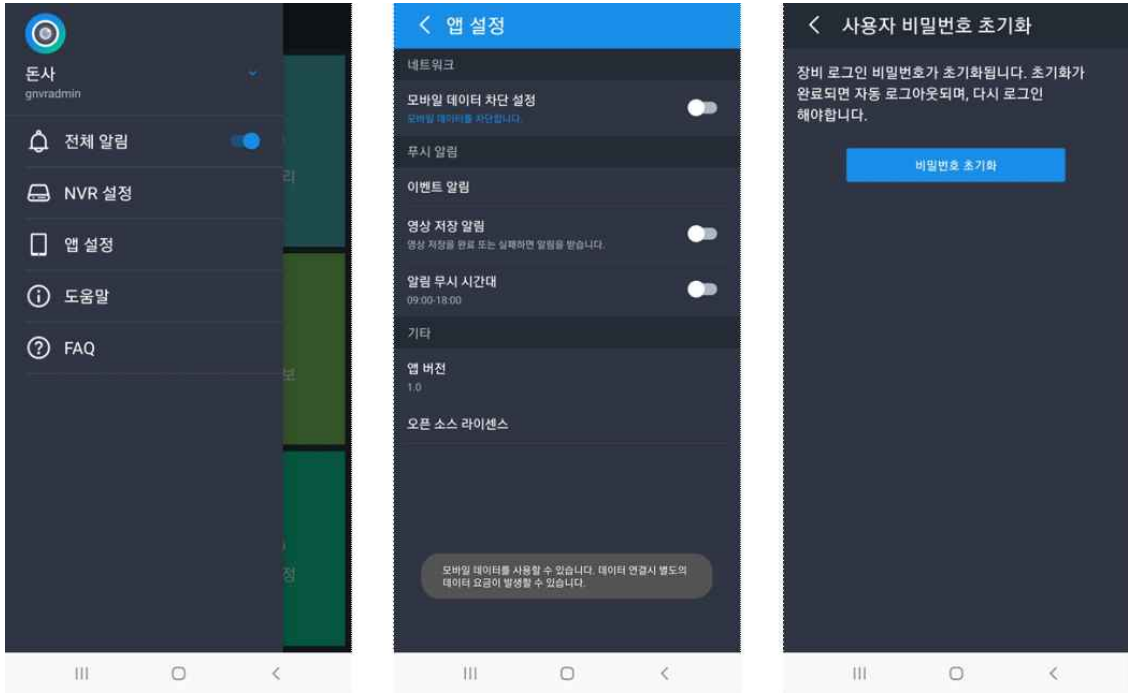 돈사
gnvradmin
전체 알림
NVR 설정
앱 설정
도움말
FAQ
리
보
정
앱 설정
네트워크
모바일 데이터 차단 설정
모바일 데이터를 차단합니다.
푸시 알림
이벤트 알림
영상 저장 알림
영상 저장을 완료 또는 실패하면 알림을 받습니다.
알림 무시 시간대
09:00-18:00
기타
앱 버전
1.0
오픈 소스 라이센스
모바일 데이터를 사용할 수 있습니다. 데이터 연결시 별도의
데이터 요금이 발생할 수 있습니다.
사용자 비밀번호 초기화
장비 로그인 비밀번호가 초기화됩니다. 초기화가
완료되면 자동 로그아웃되며, 다시 로그인
해야합니다.
비밀번호 초기화